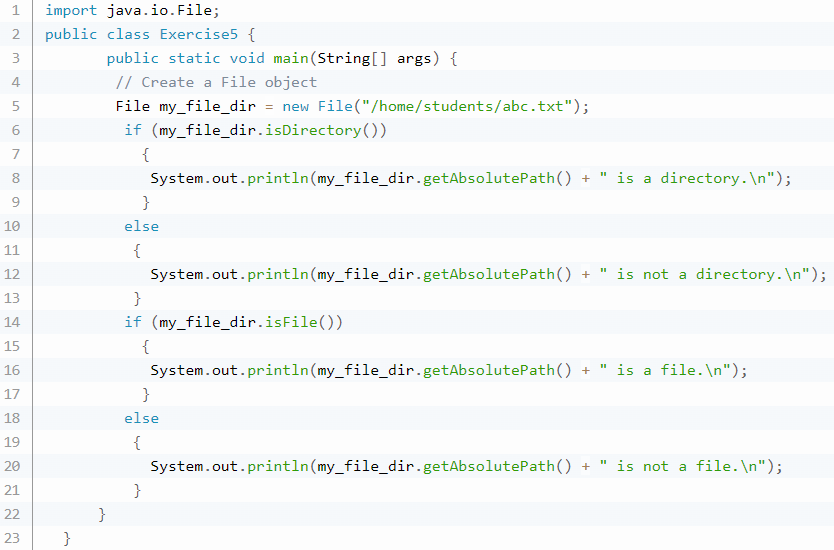 1 import java.io.File;
2 public class Exercise5 {
3 public static void main(String[] args) {
4 // Create a File object
5 File my_file_dir = new File("/home/students/abc.txt");
6 if (my_file_dir.isDirectory())
7 {
8 System.out.println(my_file_dir.getAbsolutePath() + " is a directory.\n");
9 }
10 else
11 {
12 System.out.println(my_file_dir.getAbsolutePath() + " is not a directory.\n");
13 }
14 if (my_file_dir.isFile())
15 {
16 System.out.println(my_file_dir.getAbsolutePath() + " is a file.\n");
17 }
18 else
19 {
20 System.out.println(my_file_dir.getAbsolutePath() + " is not a file.\n");
21 }
22 }
23 }